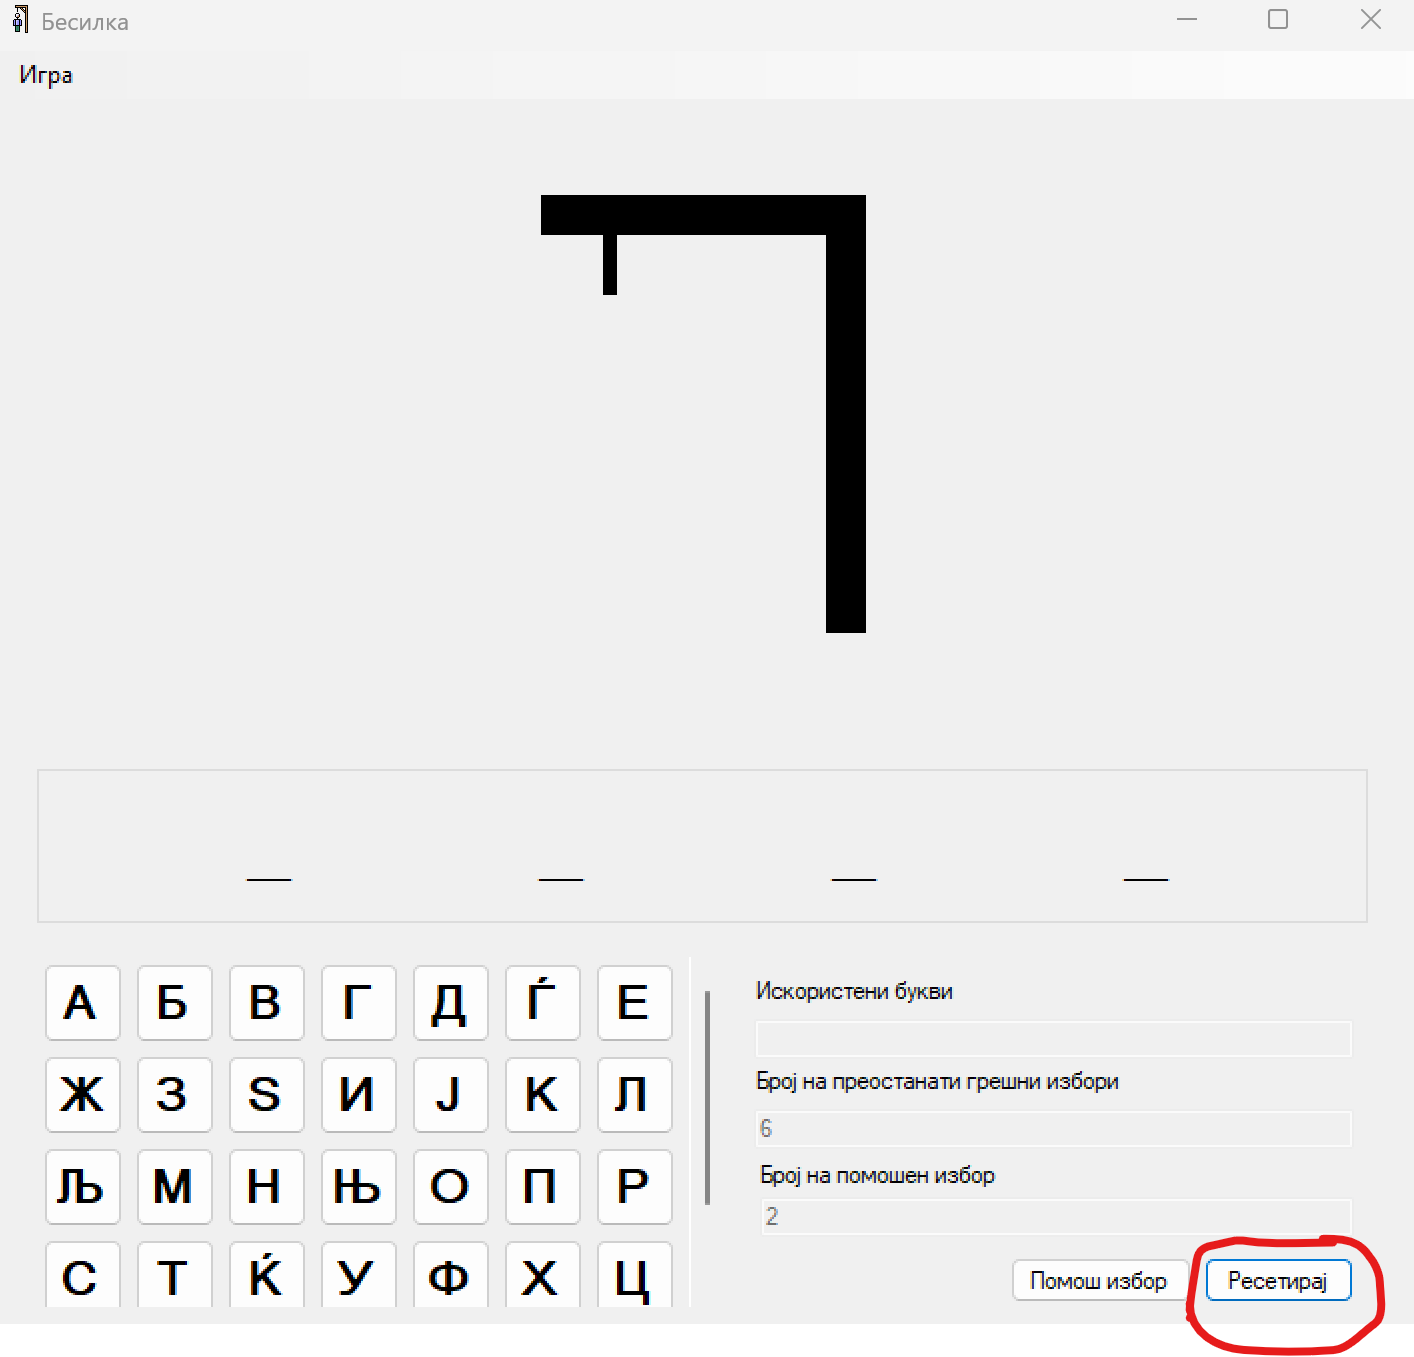 Бесилка
Игра
А Б В Г Д Ѓ Е
Ж З Ѕ И Ј К Л
Љ М Н Њ О П Р
С Т Ќ У Ф Х Ц
Искористени букви
Број на преостанати грешни избори
6
Број на помошен избор
2
Помош избор Ресетирај